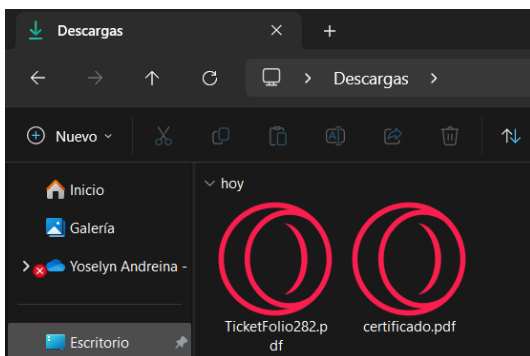 Descargas
Descargas
Nuevo
Inicio
hoy
Galería
Yoselyn Andreina -
TicketFolio282.p
df
certificado.pdf
Escritorio